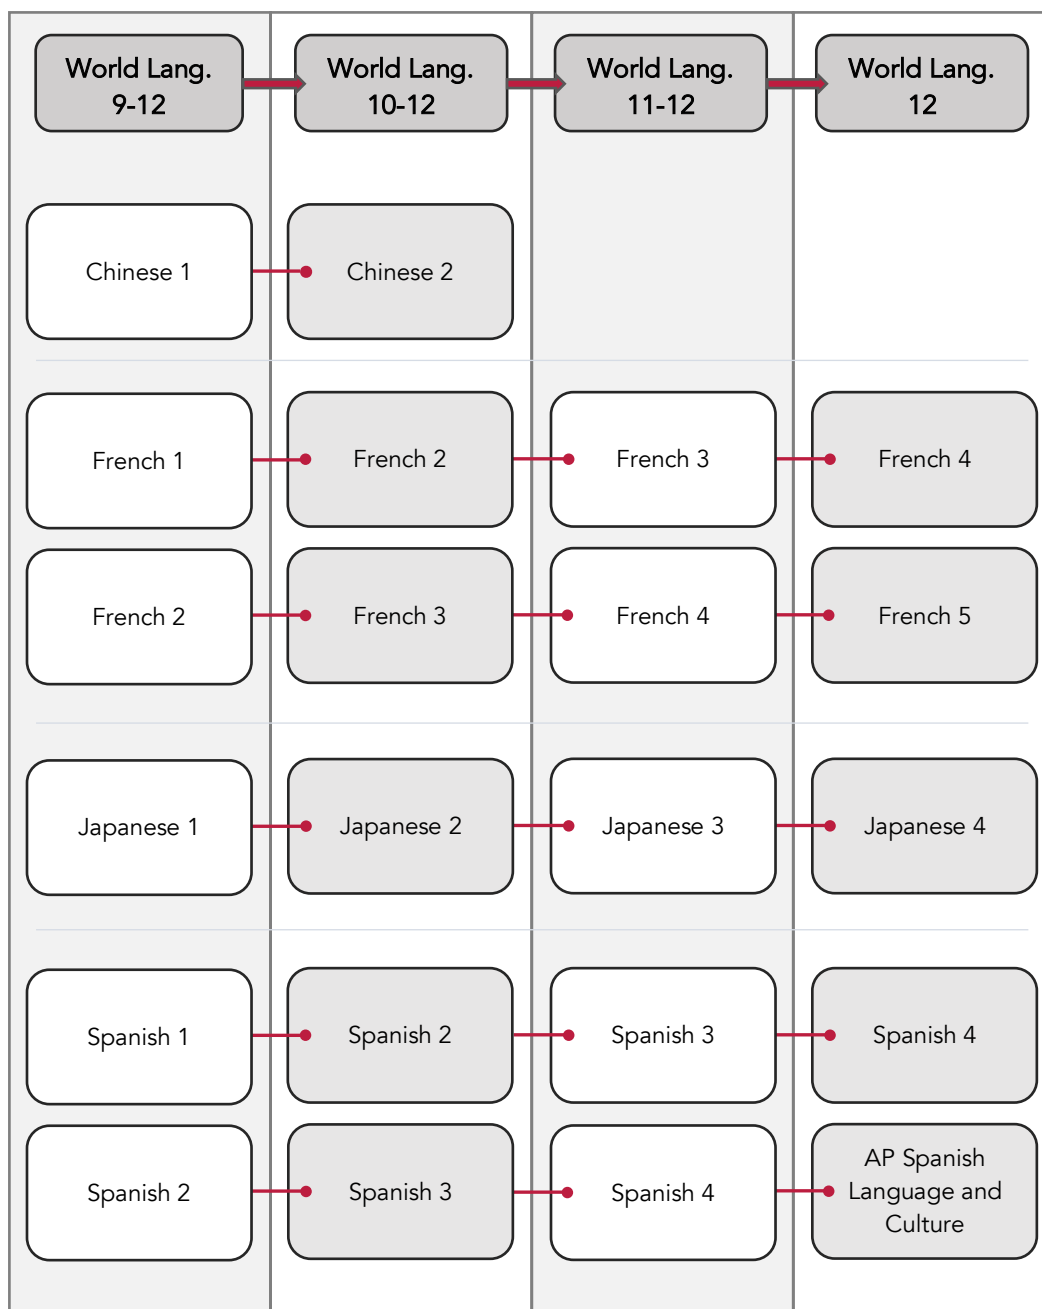 World Lang.
9-12
World Lang.
10-12
World Lang.
11-12
World Lang.
12
Chinese 1
Chinese 2
French 1
French 2
French 3
French 4
French 2
French 3
French 4
French 5
Japanese 1
Japanese 2
Japanese 3
Japanese 4
Spanish 1
Spanish 2
Spanish 3
Spanish 4
Spanish 2
Spanish 3
Spanish 4
AP Spanish
Language and
Culture